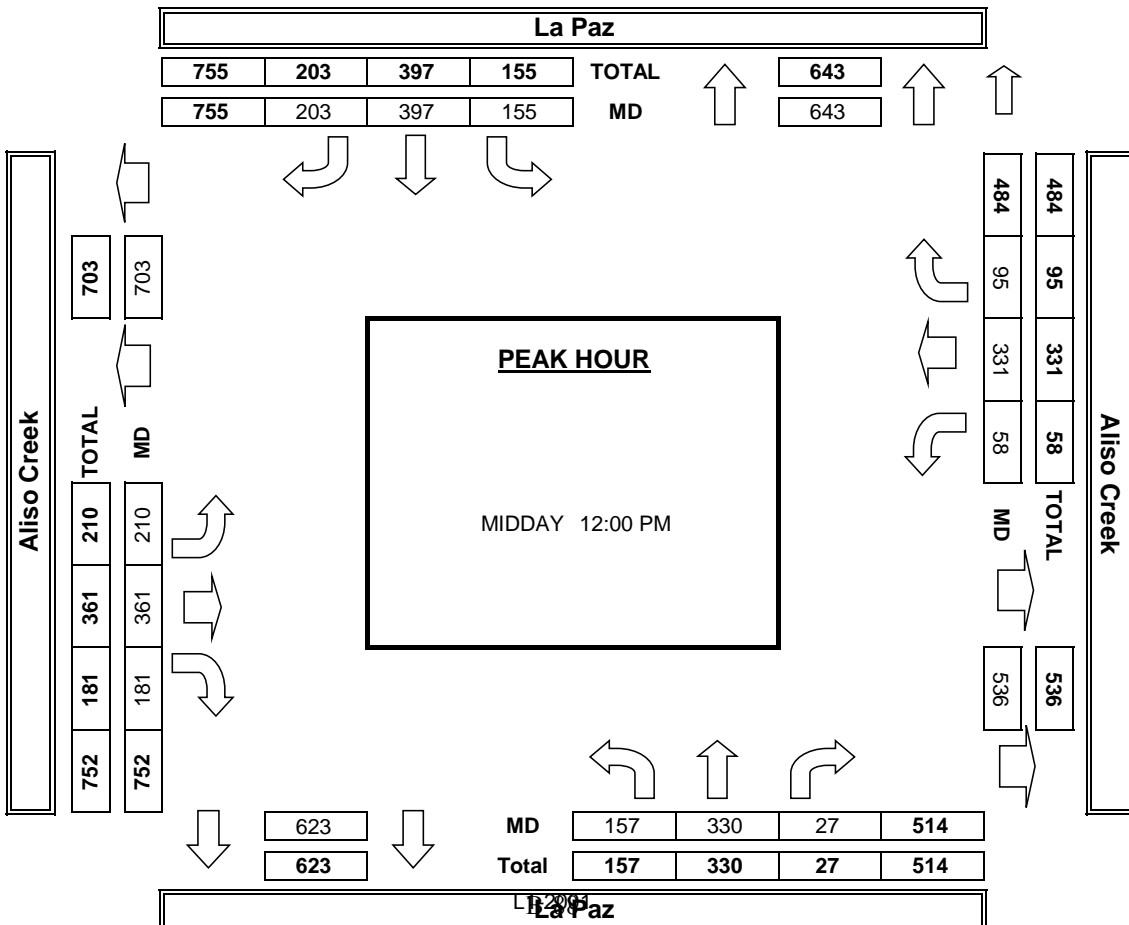 La Paz
755 203 397 155 TOTAL 643
755 203 397 155 MD 643
Aliso Creek
703 703
TOTAL MD
210 210
361 361
181 181
752 752
PEAK HOUR
MIDDAY 12:00 PM
484 484
95 95
331 331
58 58
MD TOTAL
536 536
Aliso Creek
623 MD 157 330 27 514
623 Total 157 330 27 514
La Paz